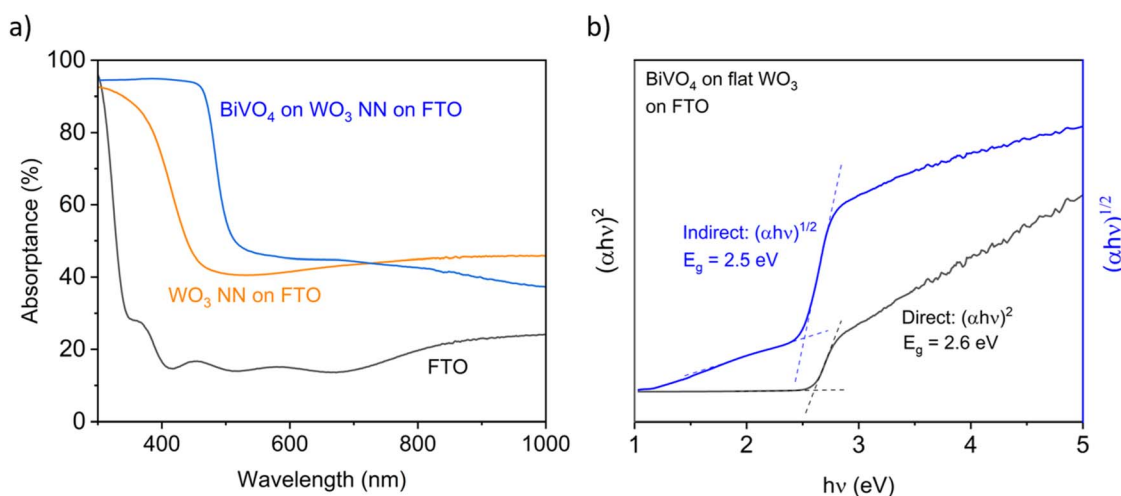 a)
100
80
60
40
20
0
Absorptance (%)
BiVO₄ on WO₃ NN on FTO
WO₃ NN on FTO
FTO
400
600
800
1000
Wavelength (nm)
b)
BiVO₄ on flat WO₃
on FTO
(αhν)²
Indirect: (αhν)¹/²
E_g = 2.5 eV
Direct: (αhν)²
E_g = 2.6 eV
(αhν)¹/²
1
2
3
4
5
hν (eV)